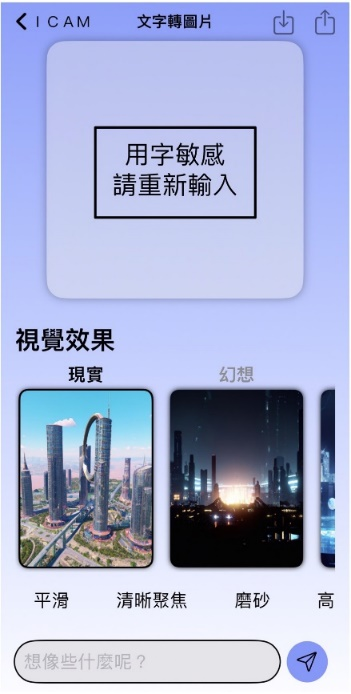 ICAM 文字轉圖片
用字敏感
請重新輸入
視覺效果
現實 幻想
平滑 清晰聚焦 磨砂 高
想像些什麼呢？